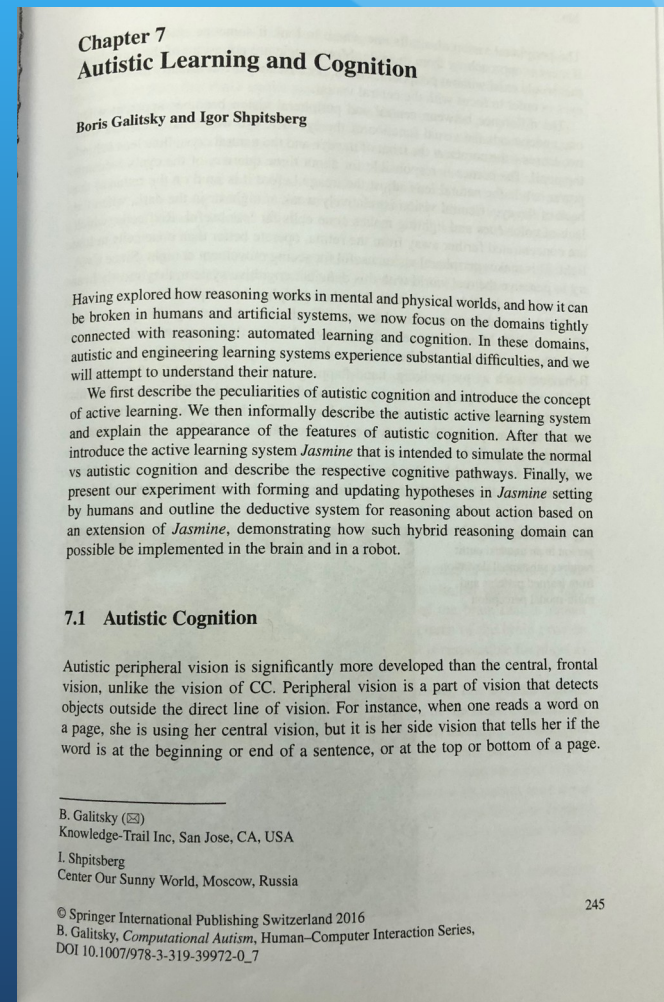 Chapter 7
Autistic Learning and Cognition
Boris Galitsky and Igor Shpitsberg
Having explored how reasoning works in mental and physical worlds, and how it can
be broken in humans and artificial systems, we now focus on the domains tightly
connected with reasoning: automated learning and cognition. In these domains,
autistic and engineering learning systems experience substantial difficulties, and we
will attempt to understand their nature.
We first describe the peculiarities of autistic cognition and introduce the concept
of active learning. We then informally describe the autistic active learning system
and explain the appearance of the features of autistic cognition. After that we
introduce the active learning system Jasmine that is intended to simulate the normal
vs autistic cognition and describe the respective cognitive pathways. Finally, we
present our experiment with forming and updating hypotheses in Jasmine setting
by humans and outline the deductive system for reasoning about action based on
an extension of Jasmine, demonstrating how such hybrid reasoning domain can
possible be implemented in the brain and in a robot.
7.1 Autistic Cognition
Autistic peripheral vision is significantly more developed than the central, frontal
vision, unlike the vision of CC. Peripheral vision is a part of vision that detects
objects outside the direct line of vision. For instance, when one reads a word on
a page, she is using her central vision, but it is her side vision that tells her if the
word is at the beginning or end of a sentence, or at the top or bottom of a page.
B. Galitsky (✉)
Knowledge-Trail Inc, San Jose, CA, USA
I. Shpitsberg
Center Our Sunny World, Moscow, Russia
© Springer International Publishing Switzerland 2016
B. Galitsky, Computational Autism, Human–Computer Interaction Series,
DOI 10.1007/978-3-319-39972-0_7
245